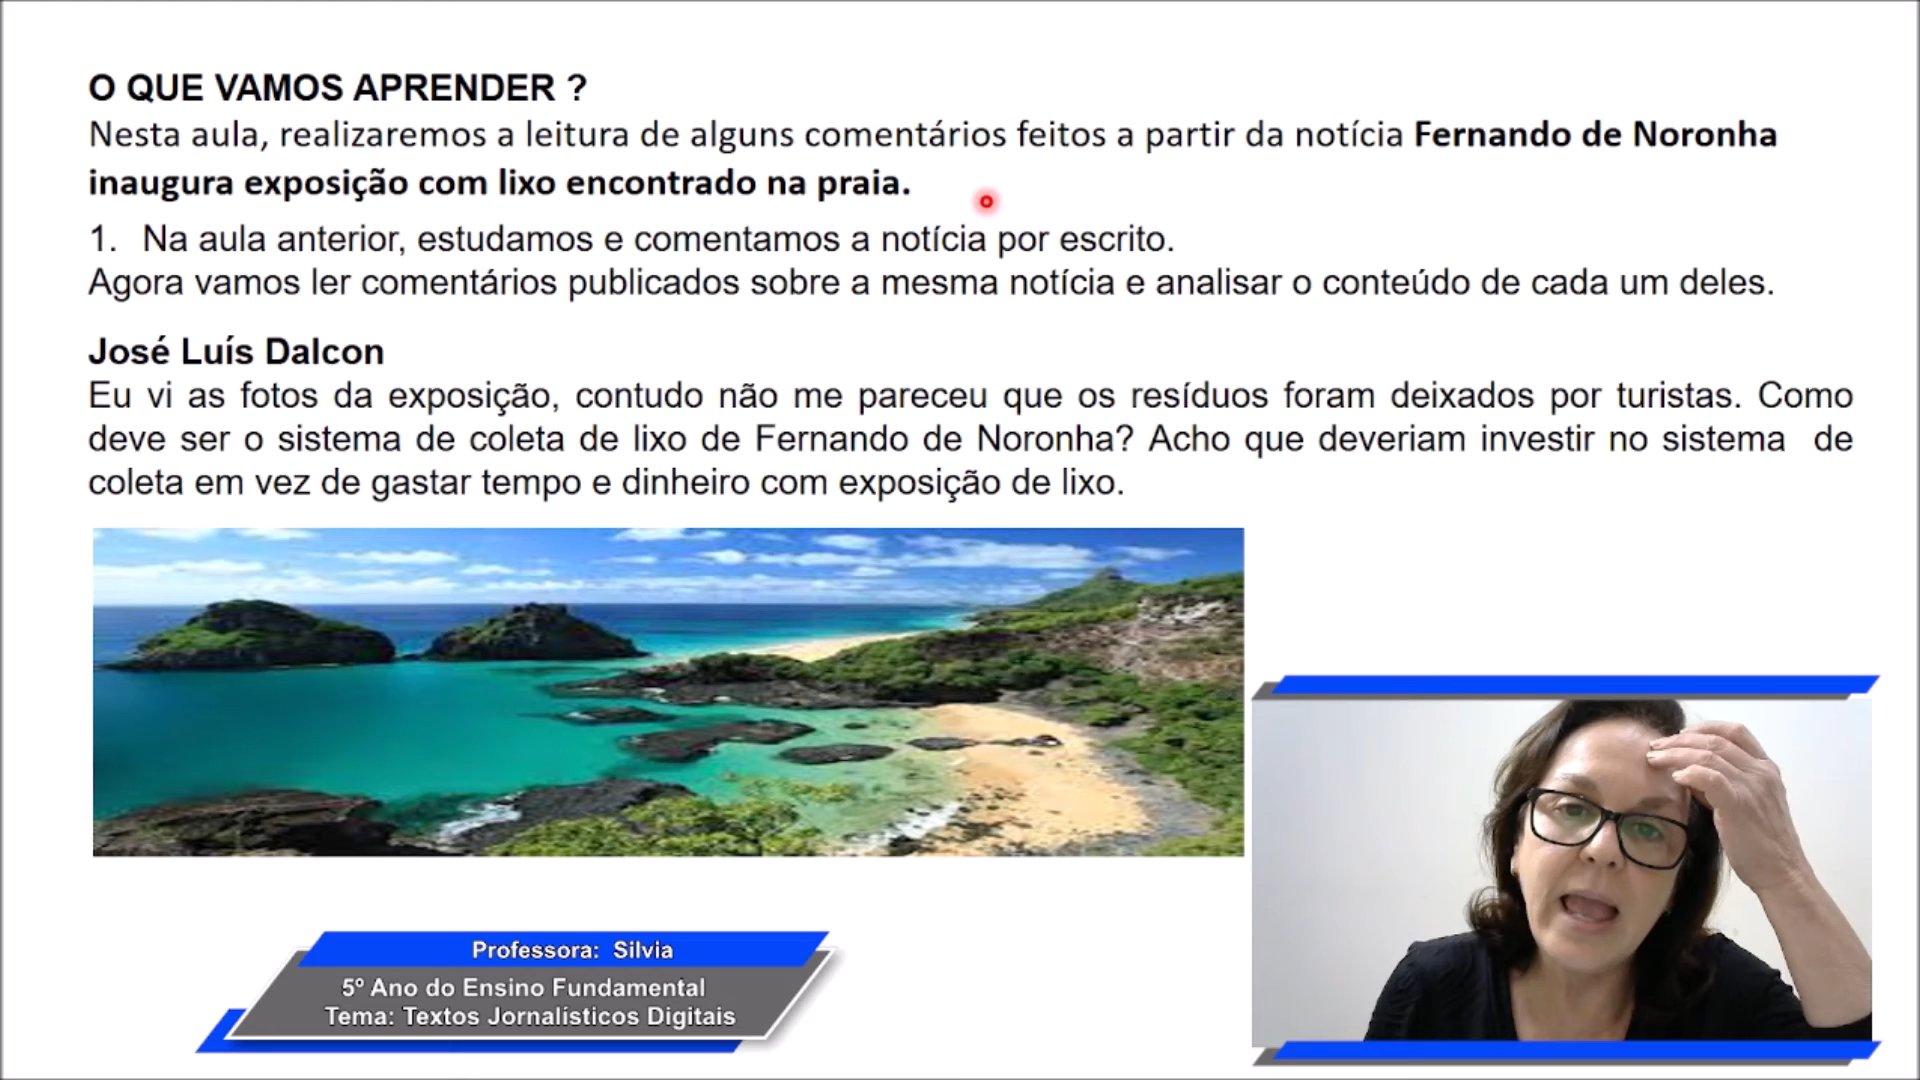 O QUE VAMOS APRENDER ?
Nesta aula, realizaremos a leitura de alguns comentários feitos a partir da notícia Fernando de Noronha
inaugura exposição com lixo encontrado na praia.
1. Na aula anterior, estudamos e comentamos a notícia por escrito.
Agora vamos ler comentários publicados sobre a mesma notícia e analisar o conteúdo de cada um deles.
José Luís Dalcon
Eu vi as fotos da exposição, contudo não me pareceu que os resíduos foram deixados por turistas. Como
deve ser o sistema de coleta de lixo de Fernando de Noronha? Acho que deveriam investir no sistema de
coleta em vez de gastar tempo e dinheiro com exposição de lixo.
Professora: Silvia
5º Ano do Ensino Fundamental
Tema: Textos Jornalísticos Digitais